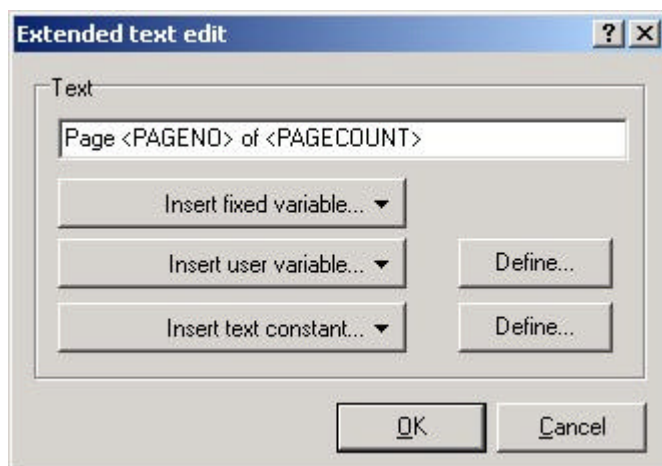 Extended text edit
Text
Page <PAGENO> of <PAGECOUNT>
Insert fixed variable...
Insert user variable... Define...
Insert text constant... Define...
OK Cancel